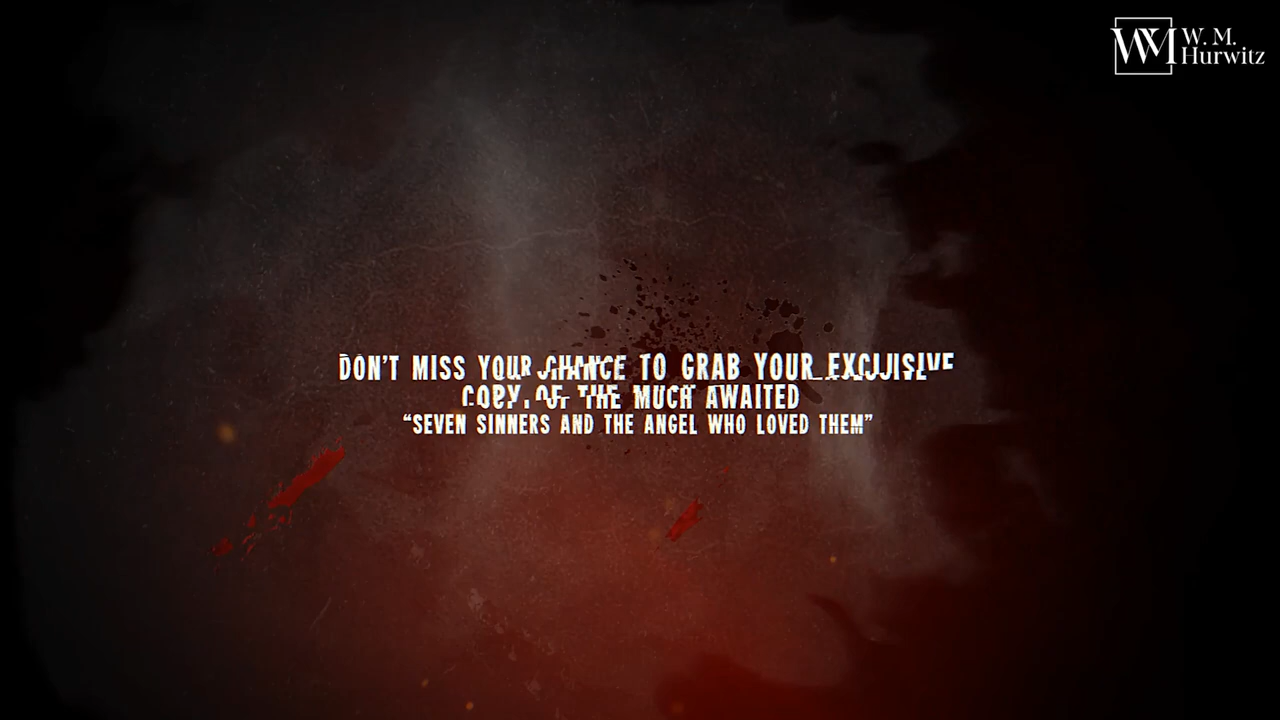 W. M.
Hurwitz
DON'T MISS YOUR CHANCE TO GRAB YOUR EXCLUSIVE
COPY OF THE MUCH AWAITED
“SEVEN SINNERS AND THE ANGEL WHO LOVED THEM”